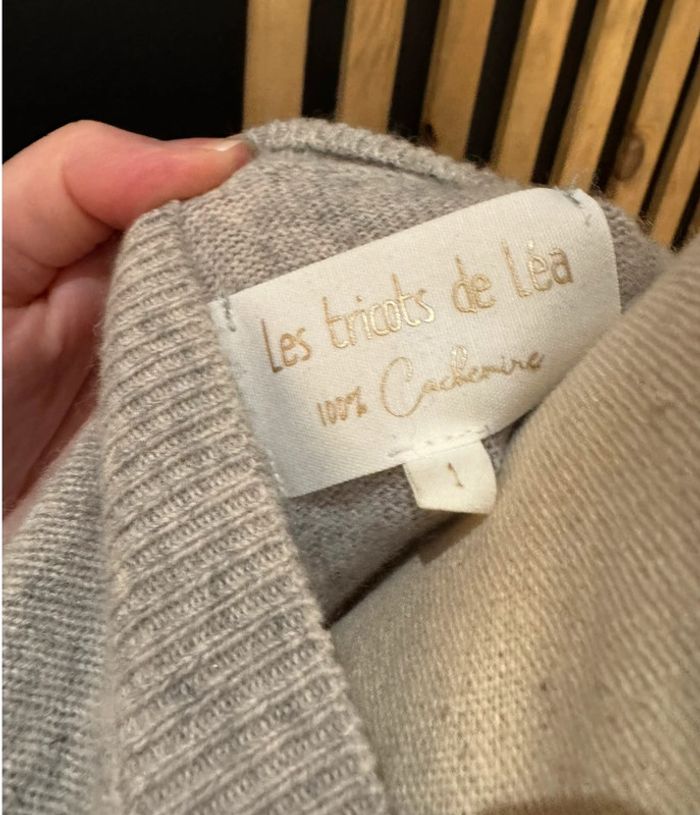 Les tricots de Léa
100% Cachemire
1